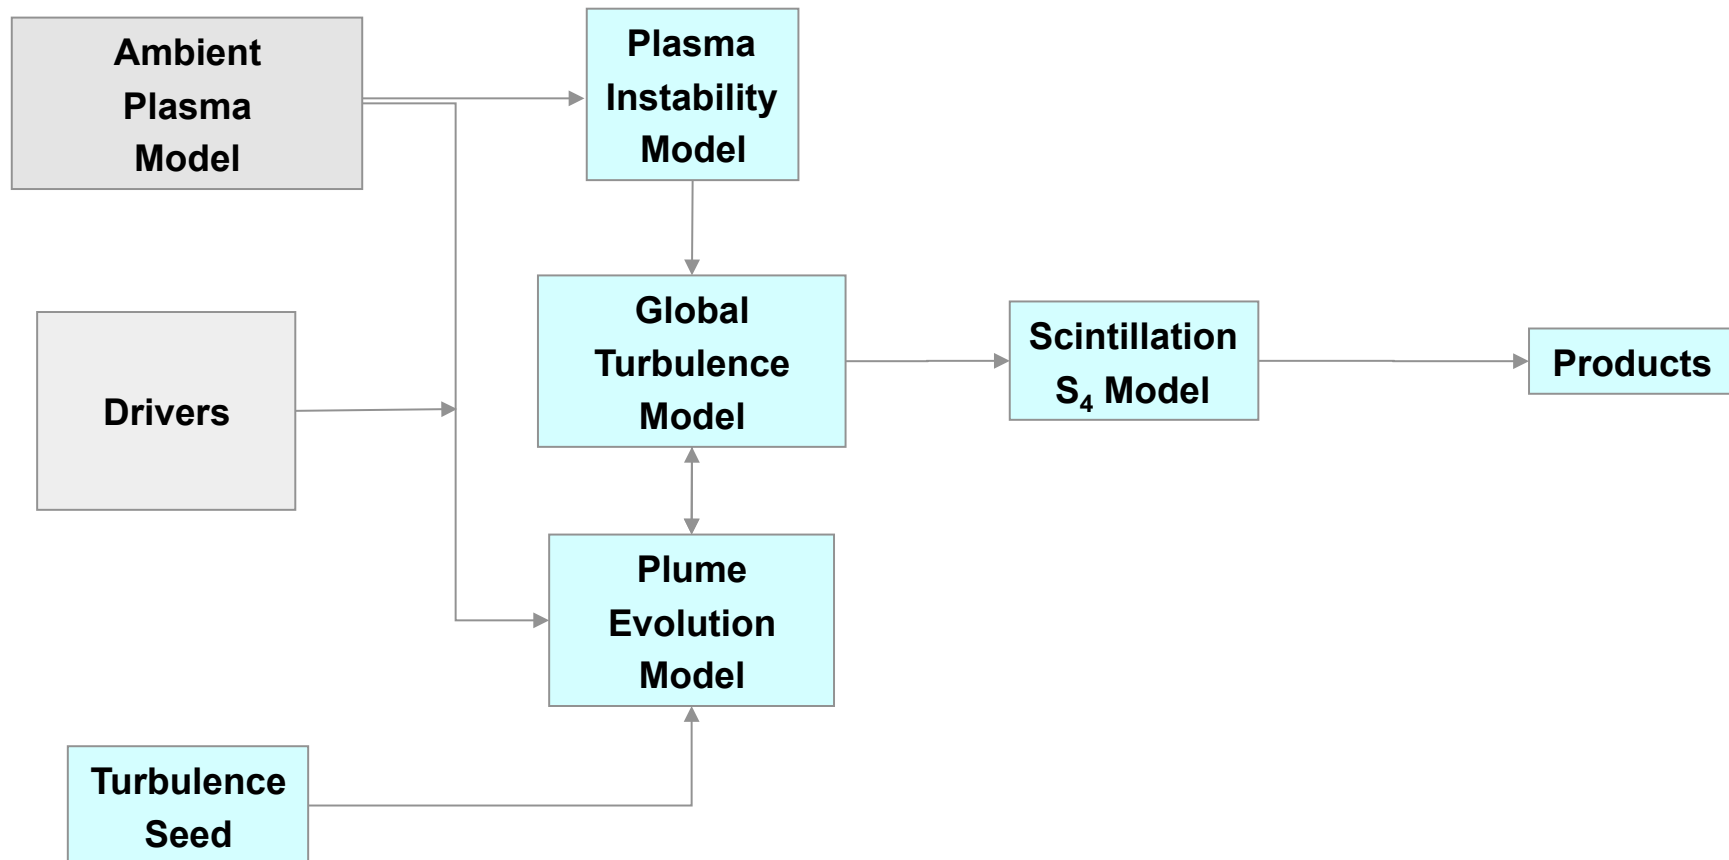 Ambient
Plasma
Model
Plasma
Instability
Model
Drivers
Global
Turbulence
Model
Scintillation
S₄ Model
Products
Plume
Evolution
Model
Turbulence
Seed